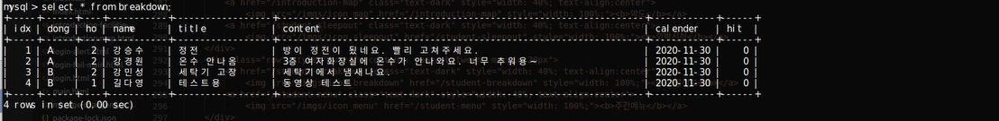 mysql> select * from breakdown;
| idx | dong | ho | name | title | content | calender | hit |
| 1 | A | 2 | 강승수 | 정전 | 방이 정전이 됬네요. 빨리 고쳐주세요. | 2020-11-30 | 0 |
| 2 | A | 2 | 강경원 | 온수 안나옴 | 3층 여자화장실에 온수가 안나와요. 너무 추워용~ | 2020-11-30 | 0 |
| 3 | B | 1 | 강민성 | 세탁기 고장 | 세탁기에서 냄새나요. | 2020-11-30 | 0 |
| 4 | B | 1 | 길다영 | 테스트용 | 동영상 테스트 | 2020-11-30 | 0 |
4 rows in set (0.00 sec)